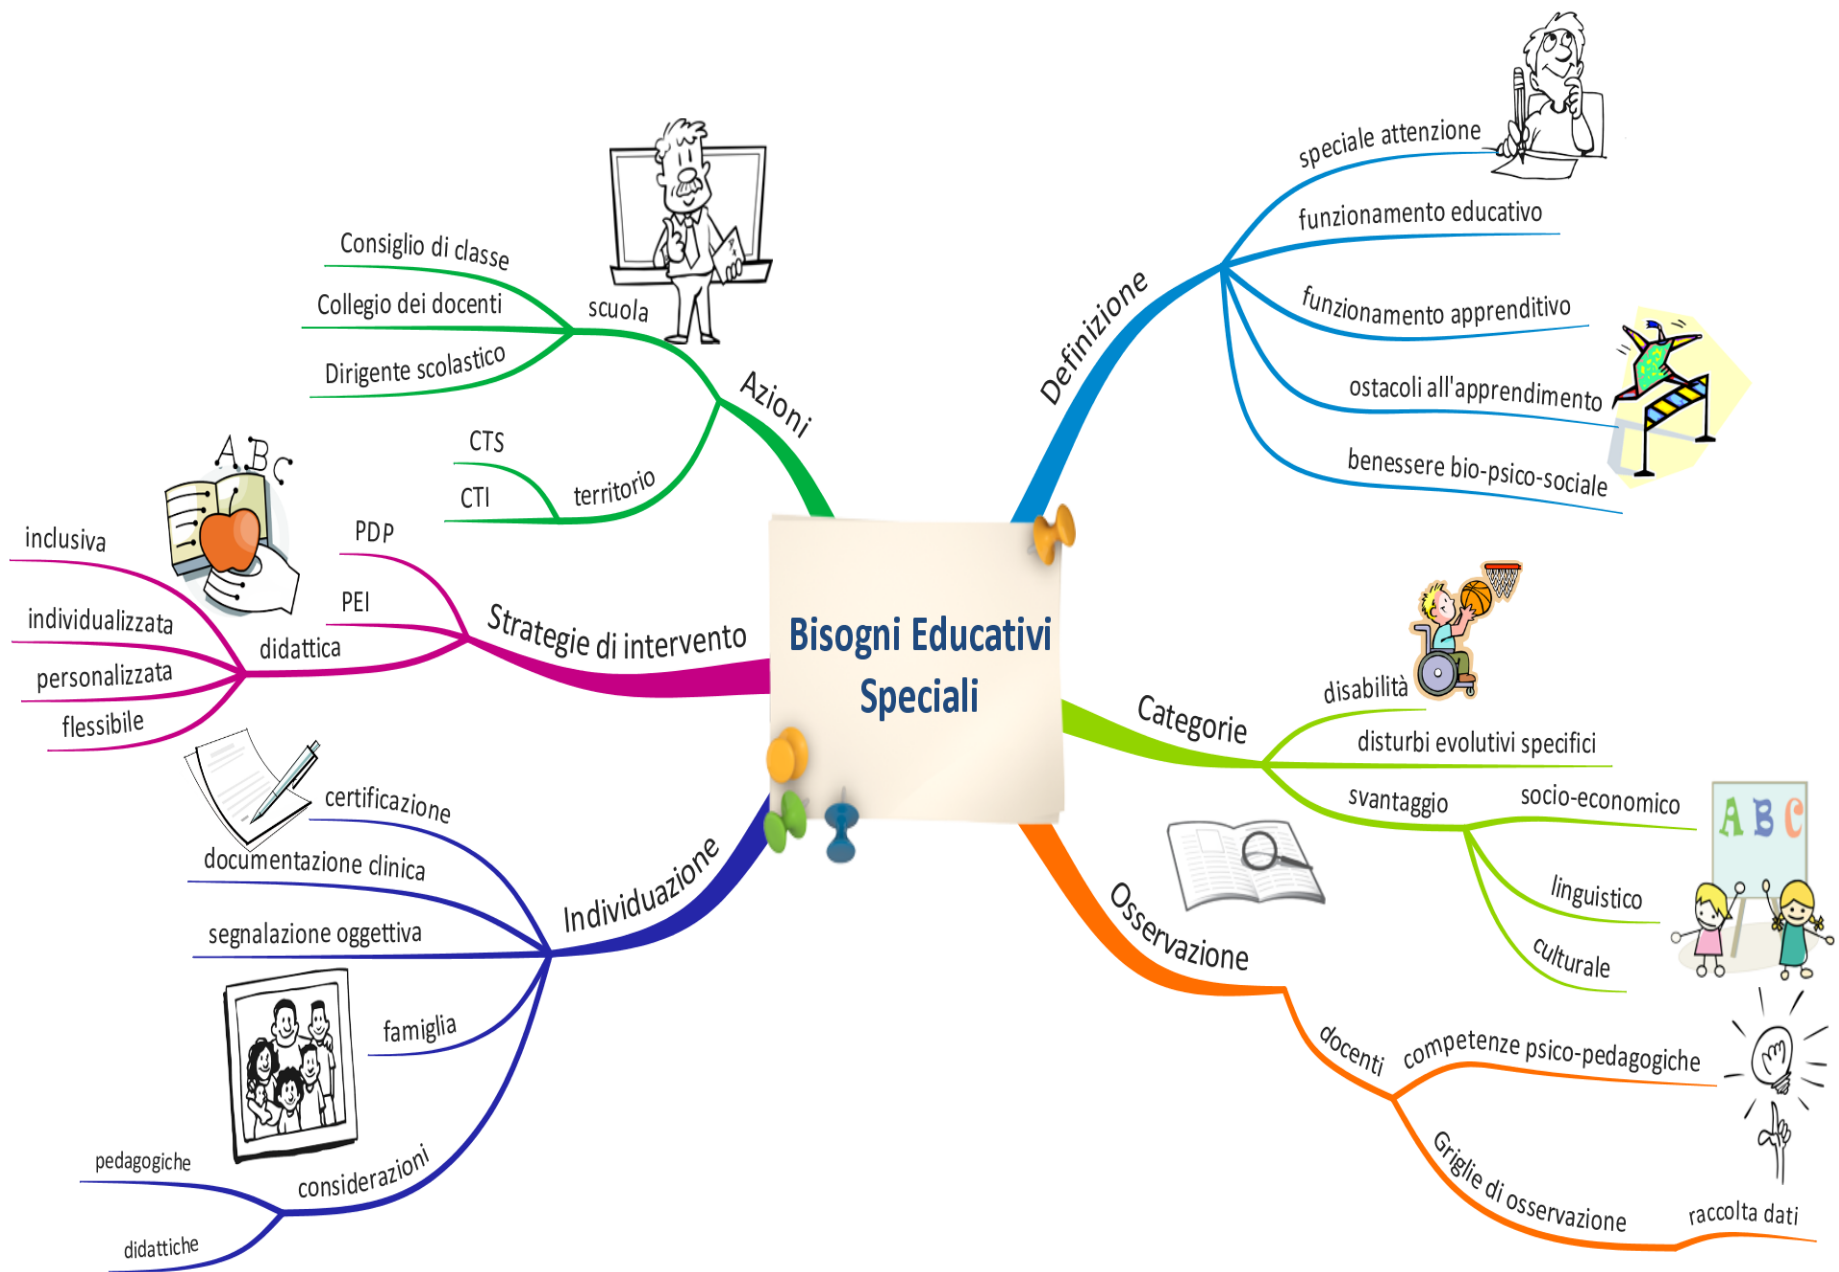 Bisogni Educativi
Speciali
Definizione
speciale attenzione
funzionamento educativo
funzionamento apprenditivo
ostacoli all'apprendimento
benessere bio-psico-sociale
Categorie
disabilità
disturbi evolutivi specifici
svantaggio
socio-economico
linguistico
culturale
A B C
Osservazione
docenti
competenze psico-pedagogiche
Griglie di osservazione
raccolta dati
Individuazione
certificazione
documentazione clinica
segnalazione oggettiva
famiglia
considerazioni
pedagogiche
didattiche
Strategie di intervento
PDP
PEI
didattica
inclusiva
individualizzata
personalizzata
flessibile
A B C
Azioni
scuola
Consiglio di classe
Collegio dei docenti
Dirigente scolastico
territorio
CTS
CTI